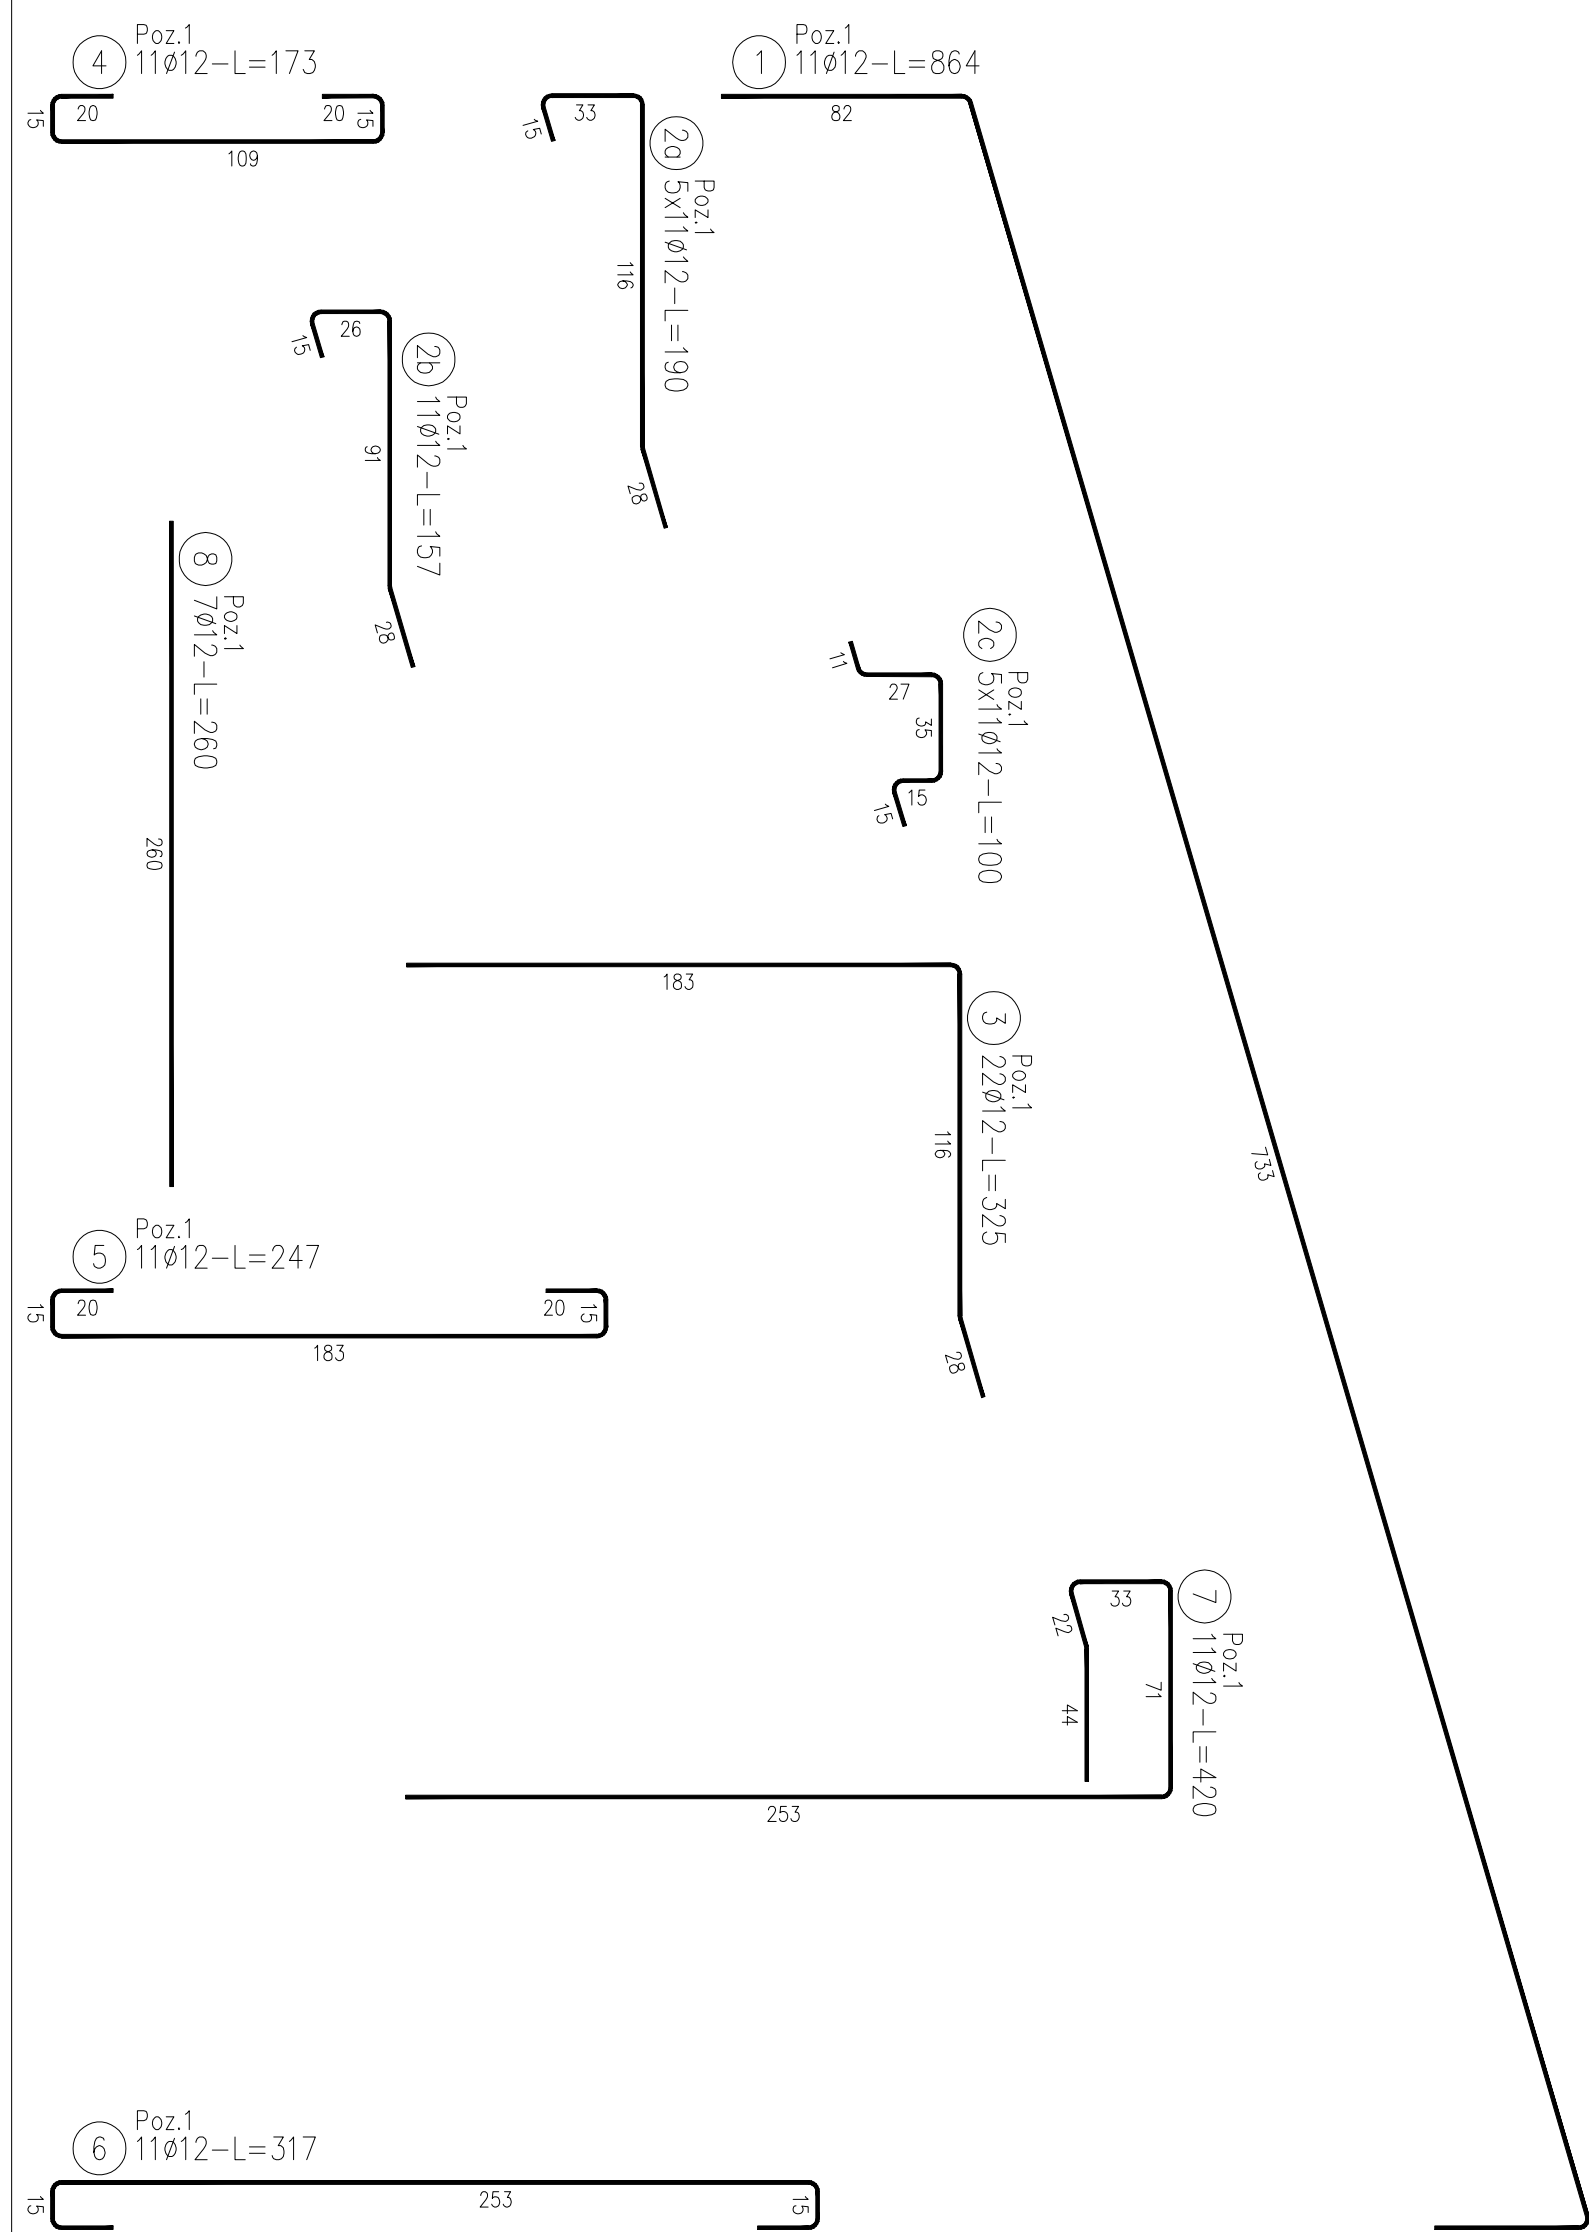 Poz.1
4 11ø12-L=173
20
15
20
15
109
Poz.1
1 11ø12-L=864
82
733
33
15
Poz.1
2a 5x11ø12-L=190
116
28
26
15
Poz.1
2b 11ø12-L=157
91
28
Poz.1
2c 5x11ø12-L=100
11
27
35
15
15
Poz.1
8 7ø12-L=260
260
183
Poz.1
3 22ø12-L=325
116
28
Poz.1
5 11ø12-L=247
20
15
20
15
183
Poz.1
7 11ø12-L=420
33
22
71
44
253
Poz.1
6 11ø12-L=317
15
253
15